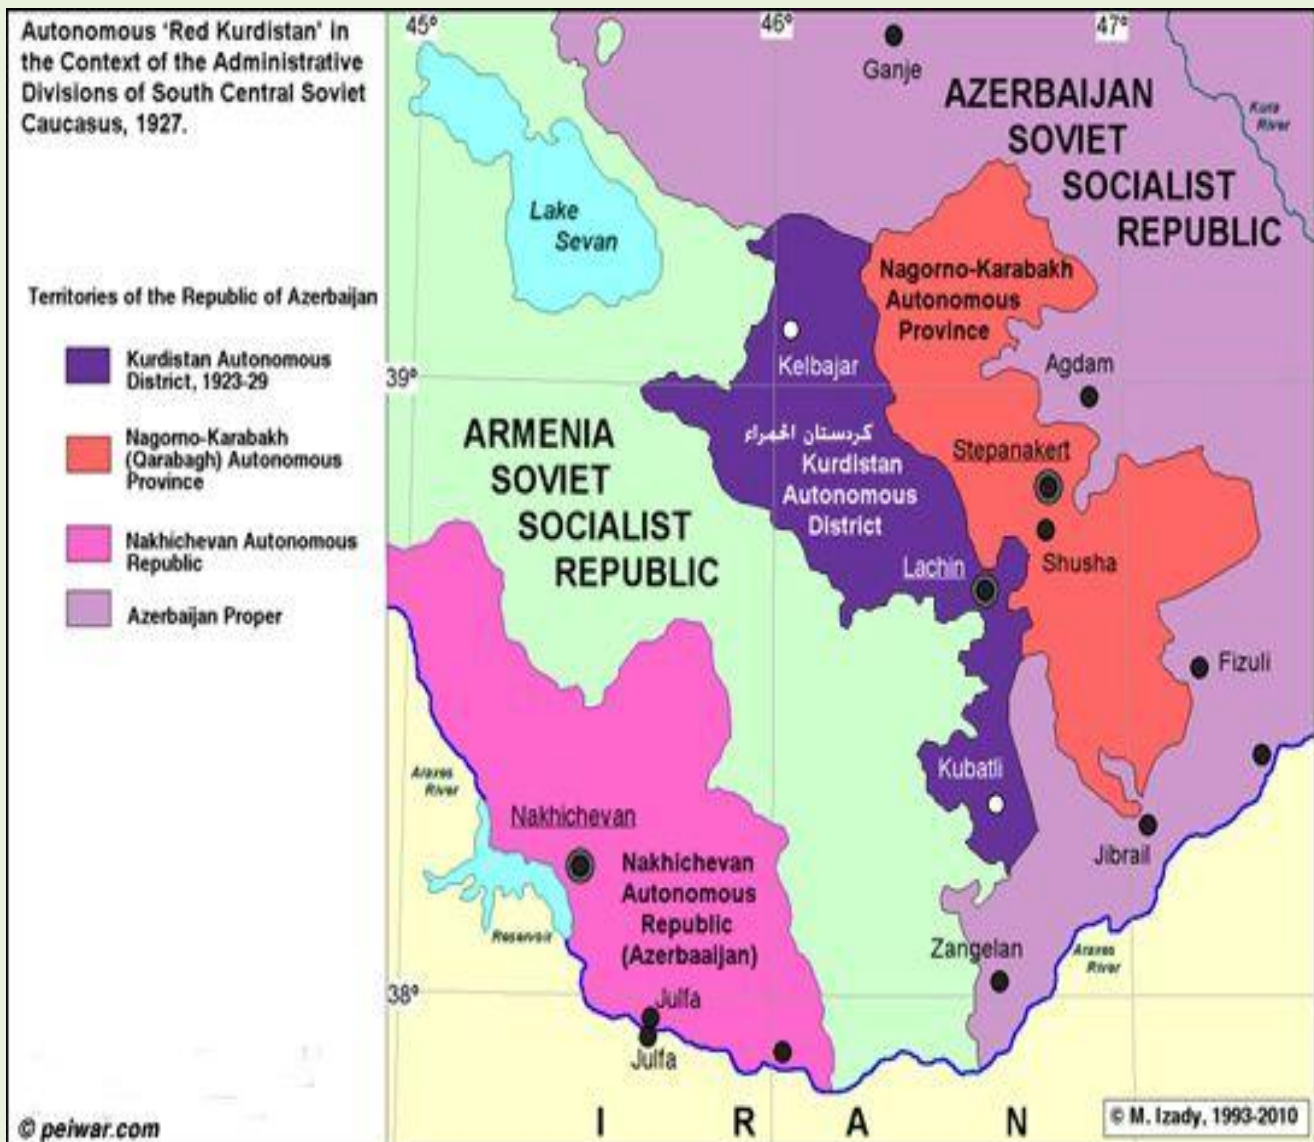 Autonomous 'Red Kurdistan' in
the Context of the Administrative
Divisions of South Central Soviet
Caucasus, 1927.
Territories of the Republic of Azerbaijan
Kurdistan Autonomous
District, 1923-29
Nagorno-Karabakh
(Qarabagh) Autonomous
Province
Nakhichevan Autonomous
Republic
Azerbaijan Proper
© peiwar.com
45°
46°
47°
Ganje
AZERBAIJAN
SOVIET
SOCIALIST
REPUBLIC
Kura
River
Lake
Sevan
Nagorno-Karabakh
Autonomous
Province
Kelbajar
Agdam
39°
ARMENIA
SOVIET
SOCIALIST
REPUBLIC
كردستان الحمراء
Kurdistan
Autonomous
District
Stepanakert
Shusha
Lachin
Fizuli
Kubatli
Jibrail
Araxes
River
Nakhichevan
Nakhichevan
Autonomous
Republic
(Azerbaaijan)
Reservoir
Zangelan
Araxes
River
38°
Julfa
Julfa
I R A N
© M. Izady, 1993-2010